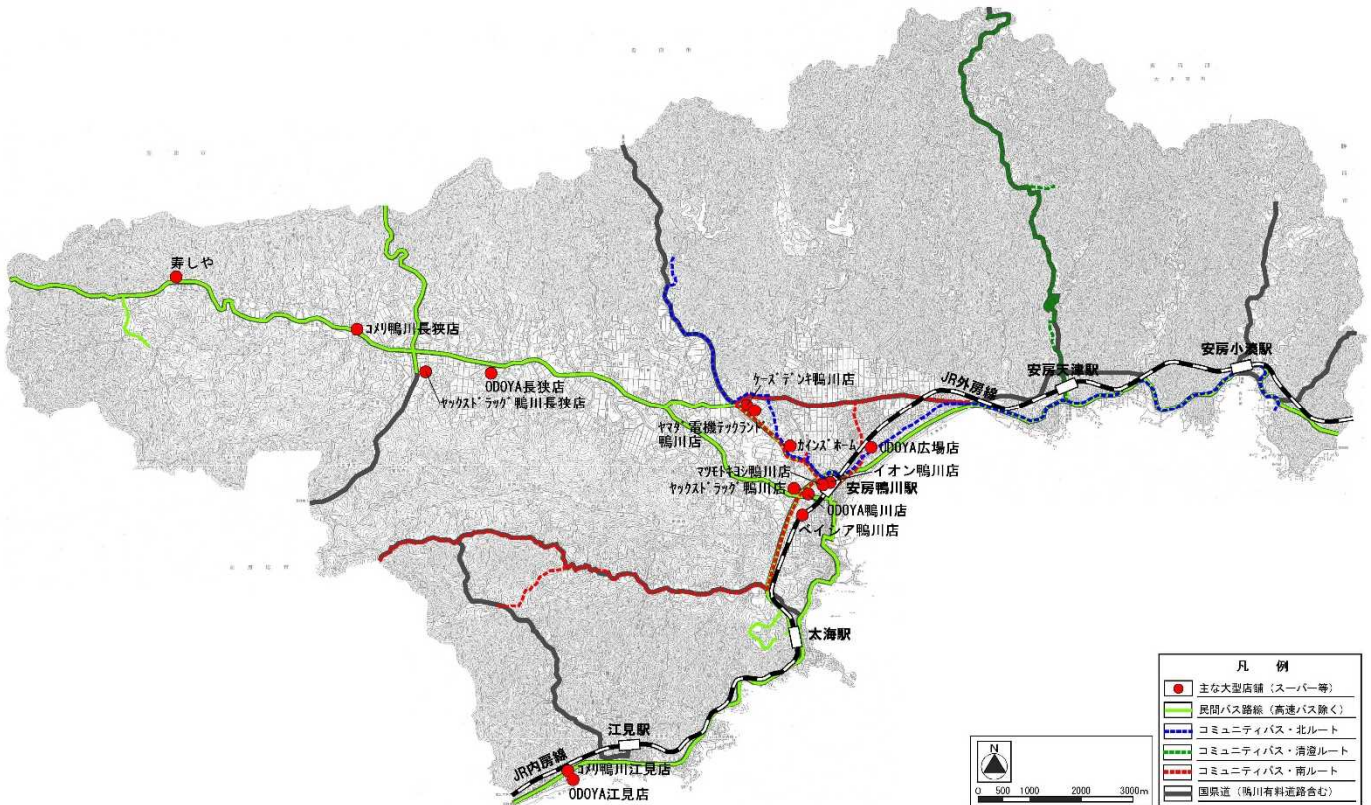 寿しや
コメリ鴨川長狭店
ODOYA長狭店
ヤックスドラッグ鴨川長狭店
ケーズデンキ鴨川店
ヤマダ電機テックランド
鴨川店
カインズホーム
ODOYA広場店
マツモトキヨシ鴨川店
イオン鴨川店
ヤックスドラッグ鴨川店
安房鴨川駅
ODOYA鴨川店
ベイシア鴨川店
JR外房線
安房天津駅
安房小湊駅
太海駅
江見駅
JR内房線
コメリ鴨川江見店
ODOYA江見店
N
0 500 1000 2000 3000m
凡 例
主な大型店舗（スーパー等）
民間バス路線（高速バス除く）
コミュニティバス・北ルート
コミュニティバス・清澄ルート
コミュニティバス・南ルート
国県道（鴨川有料道路含む）